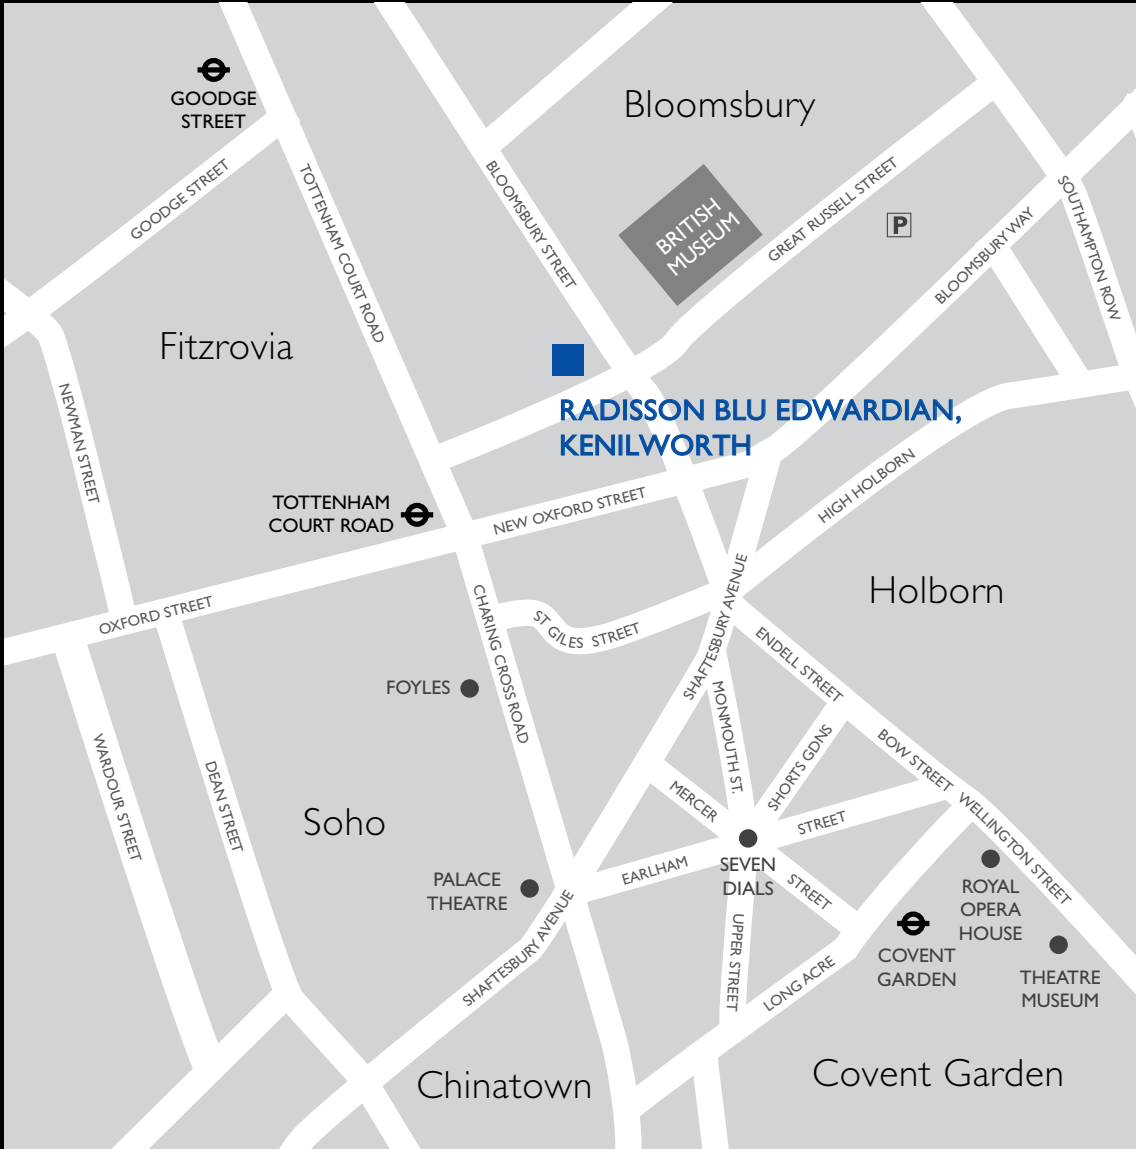 GOODGE
STREET
Bloomsbury
GOODGE STREET
TOTTENHAM COURT ROAD
BLOOMSBURY STREET
BRITISH
MUSEUM
GREAT RUSSELL STREET
P
BLOOMSBURY WAY
SOUTHAMPTON ROW
Fitzrovia
NEWMAN STREET
RADISSON BLU EDWARDIAN,
KENILWORTH
TOTTENHAM
COURT ROAD
NEW OXFORD STREET
HIGH HOLBORN
Holborn
OXFORD STREET
CHARING CROSS ROAD
ST GILES STREET
SHAFTESBURY AVENUE
ENDELL STREET
FOYLES
MONMOUTH ST.
WARDOUR STREET
DEAN STREET
Soho
MERCER
SHORTS GDNS
BOW STREET
STREET
WELLINGTON STREET
EARLHAM
SEVEN
DIALS
STREET
PALACE
THEATRE
ROYAL
OPERA
HOUSE
SHAFTESBURY AVENUE
UPPER STREET
LONG ACRE
COVENT
GARDEN
THEATRE
MUSEUM
Chinatown
Covent Garden